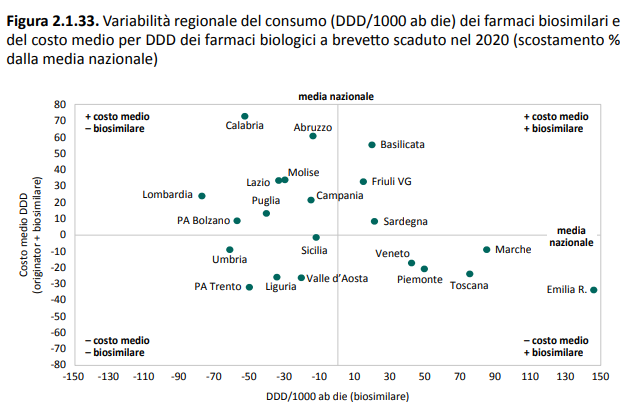 Figura 2.1.33. Variabilità regionale del consumo (DDD/1000 ab die) dei farmaci biosimilari e
del costo medio per DDD dei farmaci biologici a brevetto scaduto nel 2020 (scostamento %
dalla media nazionale)
media nazionale
+ costo medio
– biosimilare
+ costo medio
+ biosimilare
Calabria
Abruzzo
Basilicata
Molise
Lazio
Friuli VG
Lombardia
Campania
Puglia
PA Bolzano
Sardegna
media
nazionale
Sicilia
Umbria
Veneto
Marche
Valle d’Aosta
Piemonte
PA Trento
Liguria
Toscana
Emilia R.
– costo medio
– biosimilare
– costo medio
+ biosimilare
Costo medio DDD
(originator + biosimilare)
80
70
60
50
40
30
20
10
0
-10
-20
-30
-40
-50
-60
-70
-80
-150 -130 -110 -90 -70 -50 -30 -10 10 30 50 70 90 110 130 150
DDD/1000 ab die (biosimilare)